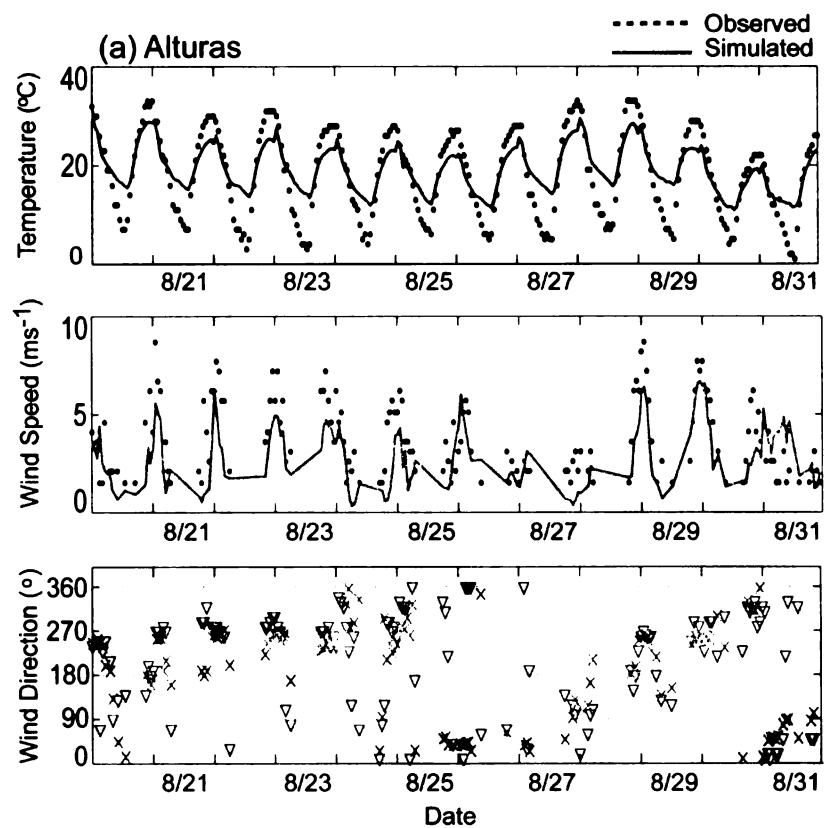 Observed
(a) Alturas
Simulated
40
20
0
Temperature (ºC)
8/21 8/23 8/25 8/27 8/29 8/31
10
5
0
Wind Speed (ms-1)
8/21 8/23 8/25 8/27 8/29 8/31
360
270
180
90
0
Wind Direction (o)
8/21 8/23 8/25 8/27 8/29 8/31
Date